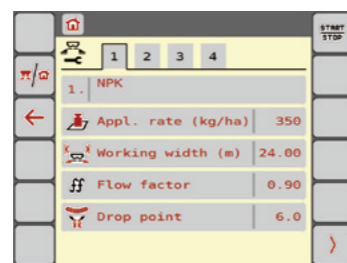 START
STOP
1 2 3 4
1. NPK
Appl. rate (kg/ha) 350
Working width (m) 24.00
Flow factor 0.90
Drop point 6.0